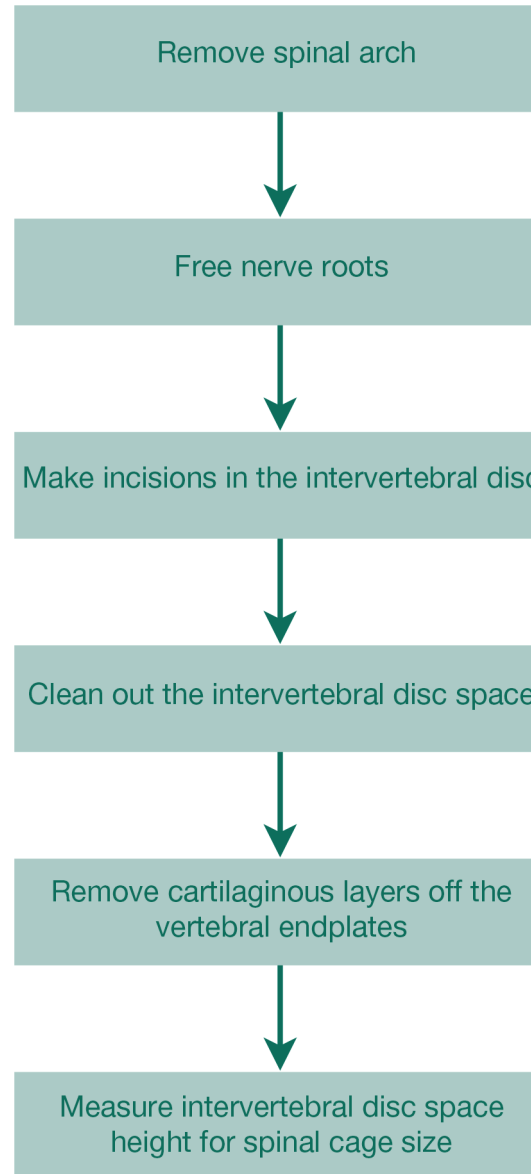 Remove spinal arch
Free nerve roots
Make incisions in the intervertebral disc
Clean out the intervertebral disc space
Remove cartilaginous layers off the
vertebral endplates
Measure intervertebral disc space
height for spinal cage size